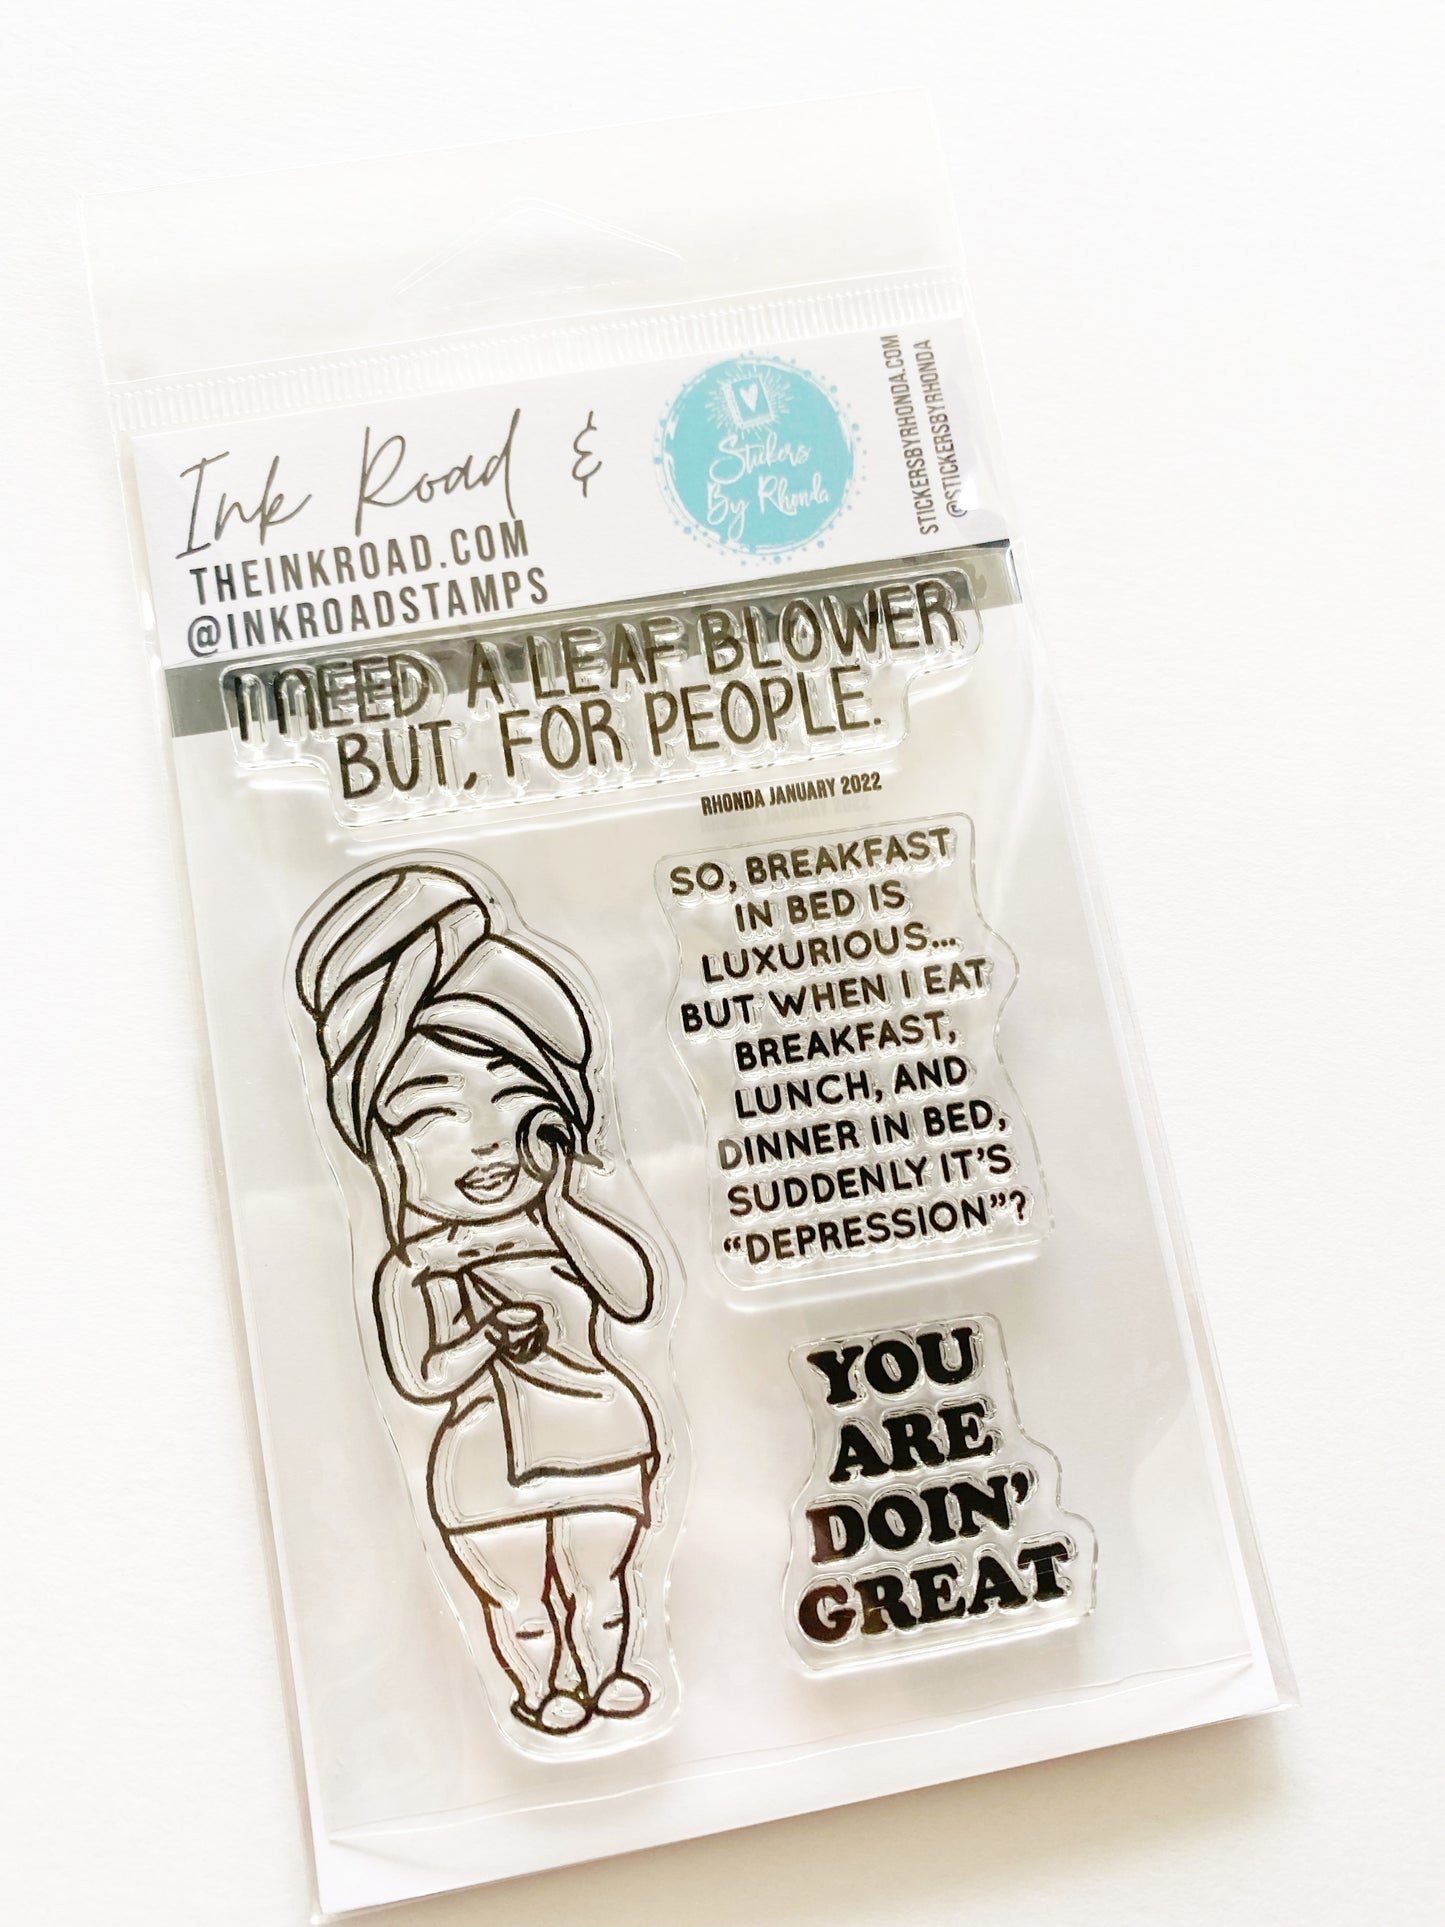 Ink Road &
THEINKROAD.COM
@INKROADSTAMPS
Stickers
By Rhonda
STICKERSBYRHONDA.COM
@STICKERSBYRHONDA
I NEED A LEAF BLOWER
BUT, FOR PEOPLE.
RHONDA JANUARY 2022
SO, BREAKFAST
IN BED IS
LUXURIOUS...
BUT WHEN I EAT
BREAKFAST,
LUNCH, AND
DINNER IN BED,
SUDDENLY IT'S
“DEPRESSION”?
YOU
ARE
DOIN'
GREAT